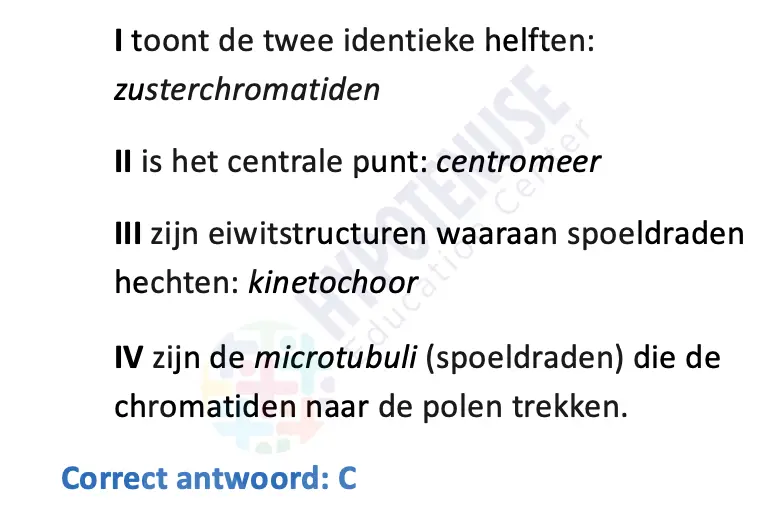 I toont de twee identieke helften:
zusterchromatiden
II is het centrale punt: centromeer
III zijn eiwitstructuren waaraan spoeldraden
hechten: kinetochoor
IV zijn de microtubuli (spoeldraden) die de
chromatiden naar de polen trekken.
Correct antwoord: C
HYPOTENUSE
Education Center